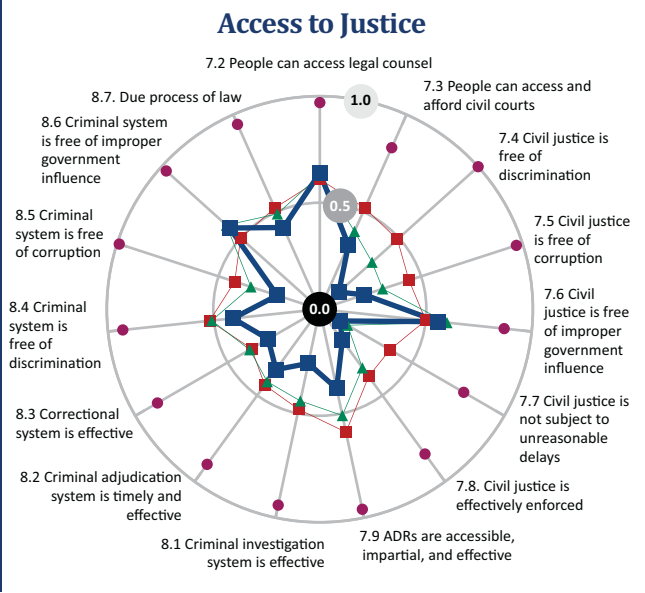 Access to Justice
7.2 People can access legal counsel
7.3 People can access and
afford civil courts
7.4 Civil justice is
free of
discrimination
7.5 Civil justice
is free of
corruption
7.6 Civil
justice is free
of improper
government
influence
7.7 Civil justice is
not subject to
unreasonable
delays
7.8. Civil justice is
effectively enforced
7.9 ADRs are accessible,
impartial, and effective
8.1 Criminal investigation
system is effective
8.2 Criminal adjudication
system is timely and
effective
8.3 Correctional
system is effective
8.4 Criminal
system is
free of
discrimination
8.5 Criminal
system is free
of corruption
8.6 Criminal system
is free of improper
government
influence
8.7. Due process of law
1.0
0.5
0.0